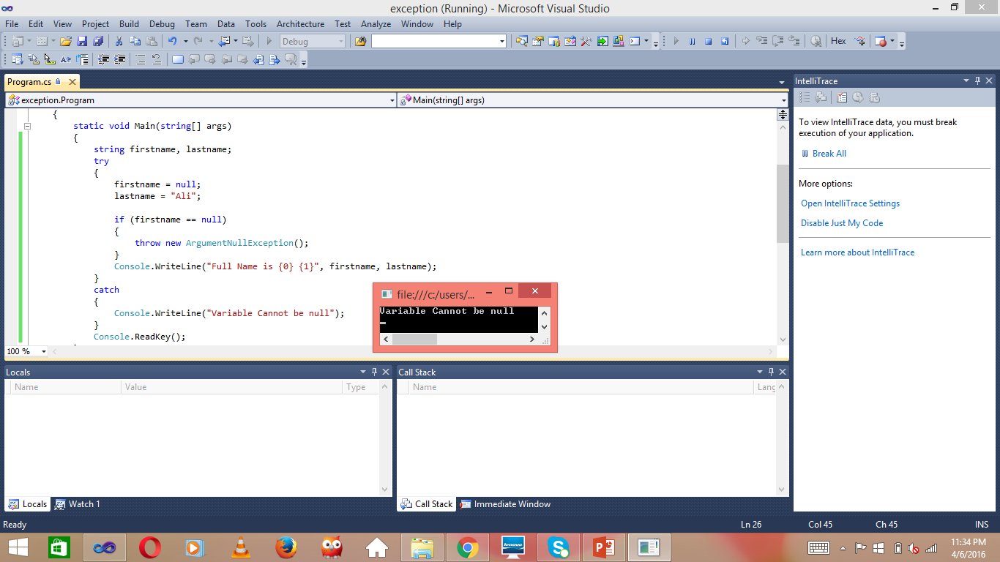 exception (Running) - Microsoft Visual Studio
File Edit View Project Build Debug Team Data Tools Architecture Test Analyze Window Help
Debug
Hex
Program.cs
exception.Program
Main(string[] args)
{
static void Main(string[] args)
{
string firstname, lastname;
try
{
firstname = null;
lastname = "Ali";
if (firstname == null)
{
throw new ArgumentNullException();
}
Console.WriteLine("Full Name is {0} {1}", firstname, lastname);
}
catch
{
Console.WriteLine("Variable Cannot be null");
}
Console.ReadKey();
100 %
file:///c:/users/...
Variable Cannot be null
IntelliTrace
To view IntelliTrace data, you must break
execution of your application.
Break All
More options:
Open IntelliTrace Settings
Disable Just My Code
Learn more about IntelliTrace
Locals
Name Value Type
Locals Watch 1
Call Stack
Name Lang
Call Stack Immediate Window
Ready Ln 26 Col 45 Ch 45 INS
lenovo
11:34 PM
4/6/2016